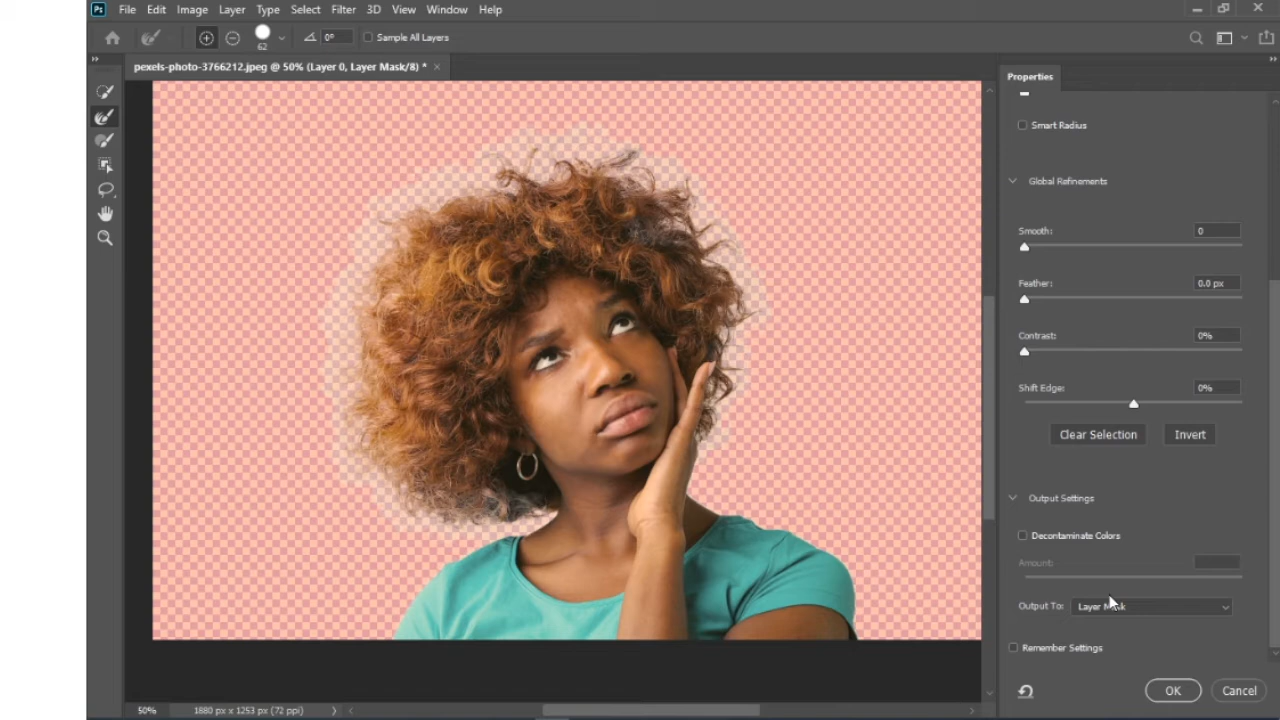 Ps File Edit Image Layer Type Select Filter 3D View Window Help
62 0° Sample All Layers
pexels-photo-3766212.jpeg @ 50% (Layer 0, Layer Mask/8) * ×
Properties
Smart Radius
Global Refinements
Smooth: 0
Feather: 0.0 px
Contrast: 0%
Shift Edge: 0%
Clear Selection Invert
Output Settings
Decontaminate Colors
Amount:
Output To: Layer Mask
Remember Settings
OK Cancel
50% 1880 px x 1253 px (72 ppi)